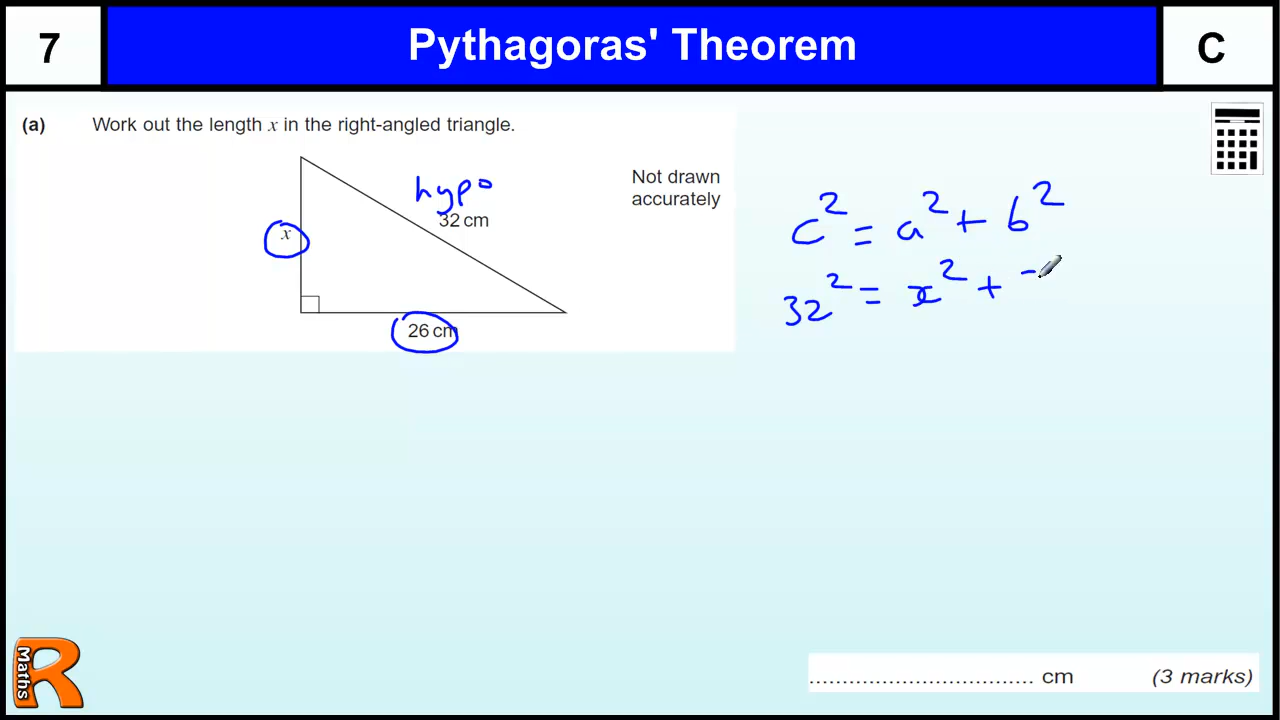 7
Pythagoras' Theorem
C
(a) Work out the length x in the right-angled triangle.
hypo
32 cm
Not drawn
accurately
x
26 cm
c² = a² + b²
32² = x² +
Maths
R
................................. cm (3 marks)